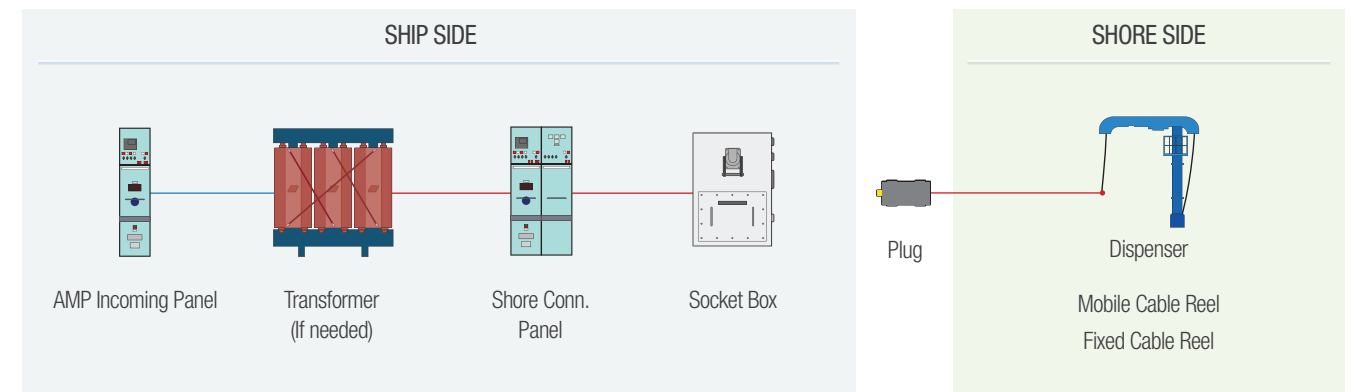 SHIP SIDE
SHORE SIDE
AMP Incoming Panel
Transformer
(If needed)
Shore Conn.
Panel
Socket Box
Plug
Dispenser
Mobile Cable Reel
Fixed Cable Reel